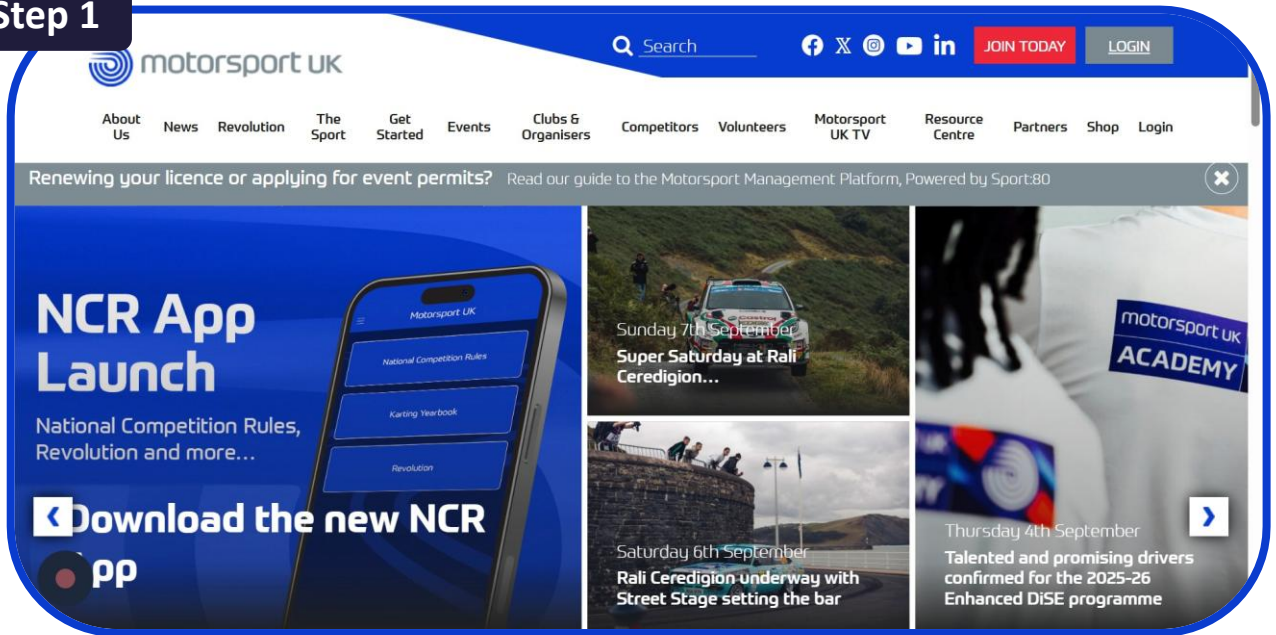 Step 1
motorsport UK
Search
JOIN TODAY
LOGIN
About Us
News
Revolution
The Sport
Get Started
Events
Clubs & Organisers
Competitors
Volunteers
Motorsport UK TV
Resource Centre
Partners
Shop
Login
Renewing your licence or applying for event permits? Read our guide to the Motorsport Management Platform, Powered by Sport:80
NCR App
Launch
National Competition Rules,
Revolution and more...
Download the new NCR
App
Motorsport UK
National Competition Rules
Karting Yearbook
Revolution
Sunday 7th September
Super Saturday at Rali
Ceredigion...
Castrol
EDGE
Saturday 6th September
Rali Ceredigion underway with
Street Stage setting the bar
motorsport UK
ACADEMY
Thursday 4th September
Talented and promising drivers
confirmed for the 2025-26
Enhanced DiSE programme